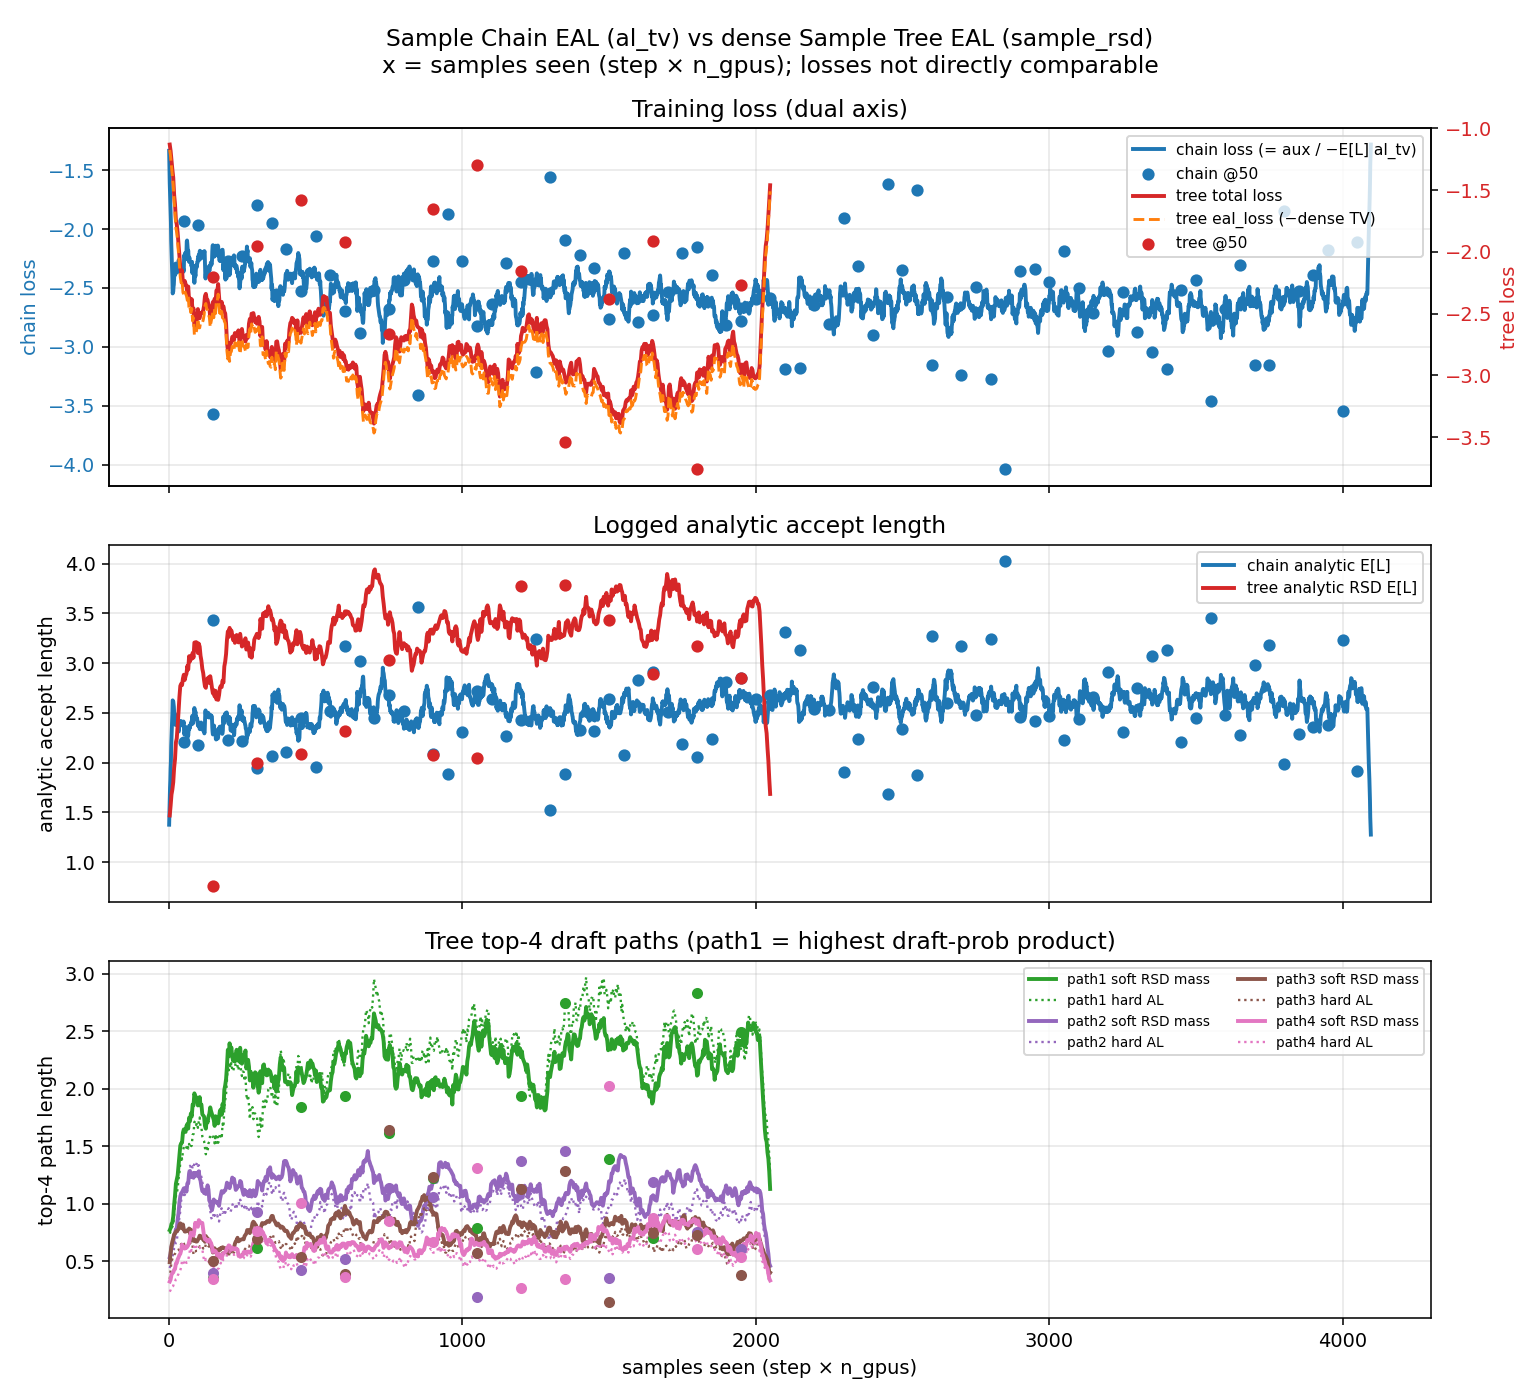 Sample Chain EAL (al_tv) vs dense Sample Tree EAL (sample_rsd)
x = samples seen (step × n_gpus); losses not directly comparable
Training loss (dual axis)
chain loss
−1.5
−2.0
−2.5
−3.0
−3.5
−4.0
chain loss (= aux / −E[L] al_tv)
chain @50
tree total loss
tree eal_loss (−dense TV)
tree @50
−1.0
−1.5
−2.0
−2.5
−3.0
−3.5
tree loss
Logged analytic accept length
analytic accept length
4.0
3.5
3.0
2.5
2.0
1.5
1.0
chain analytic E[L]
tree analytic RSD E[L]
Tree top-4 draft paths (path1 = highest draft-prob product)
top-4 path length
3.0
2.5
2.0
1.5
1.0
0.5
path1 soft RSD mass
path1 hard AL
path2 soft RSD mass
path2 hard AL
path3 soft RSD mass
path3 hard AL
path4 soft RSD mass
path4 hard AL
0 1000 2000 3000 4000
samples seen (step × n_gpus)